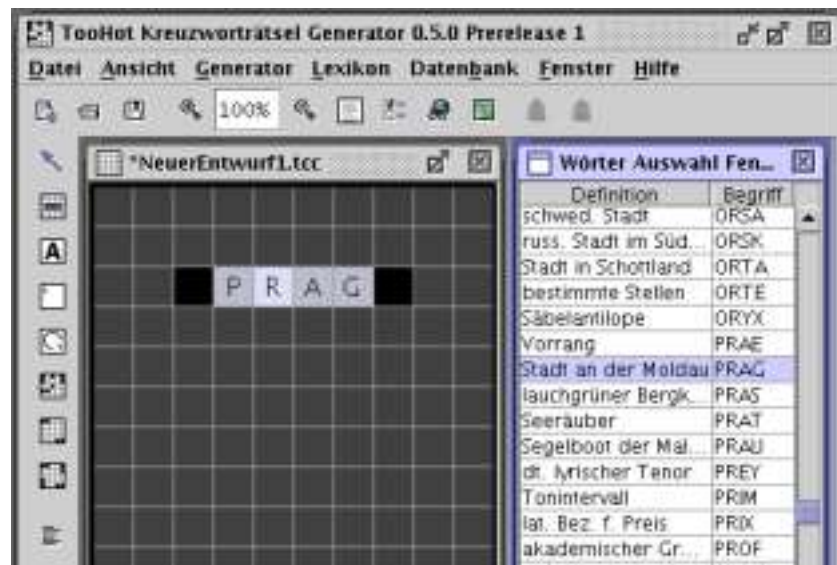 TooHot Kreuzworträtsel Generator 0.5.0 Prerelease 1
Datei Ansicht Generator Lexikon Datenbank Fenster Hilfe
100%
A
*NeuerEntwurf1.tcc
P R A G
Wörter Auswahl Fen...
Definition Begriff
schwed. Stadt ORSA
russ. Stadt im Süd... ORSK
Stadt in Schottland ORTA
bestimmte Stellen ORTE
Säbelantilope ORYX
Vorrang PRAE
Stadt an der Moldau PRAG
lauchgrüner Bergk... PRAS
Seeräuber PRAT
Segelboot der Mal... PRAU
dt. lyrischer Tenor PREY
Tonintervall PRIM
lat. Bez. f. Preis PRIX
akademischer Gr... PROF